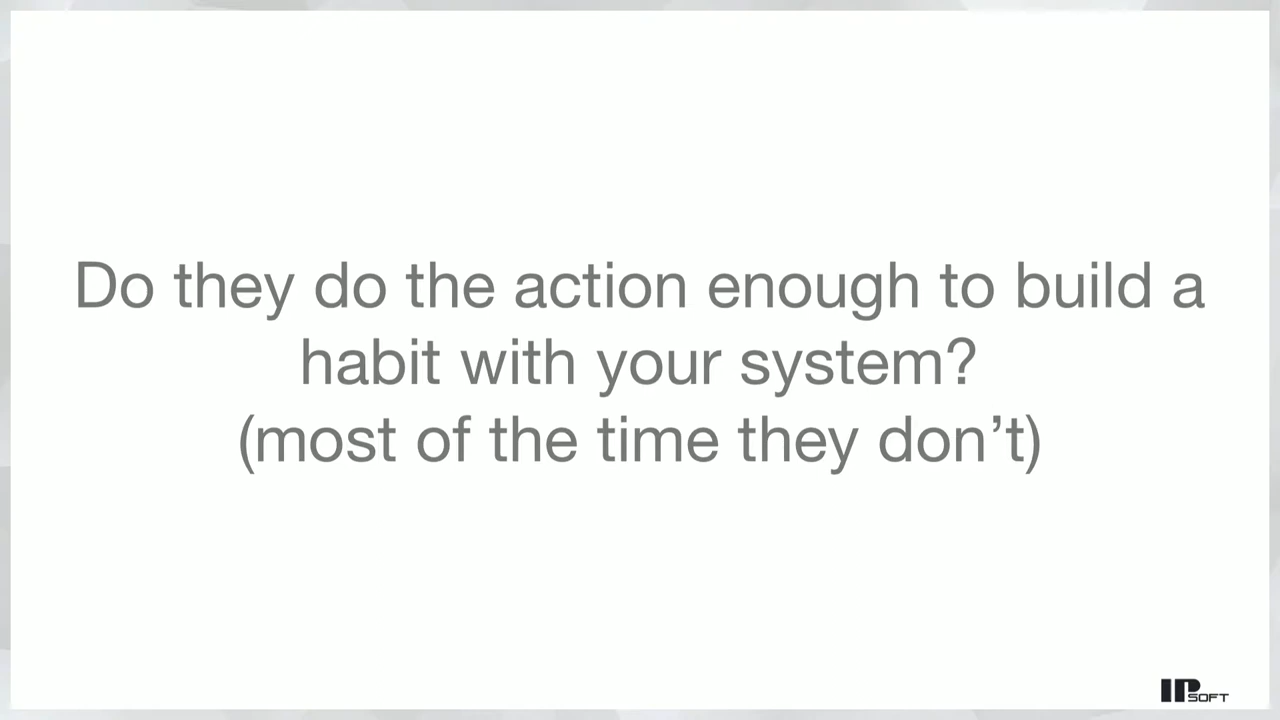 Do they do the action enough to build a
habit with your system?
(most of the time they don’t)
IPSOFT